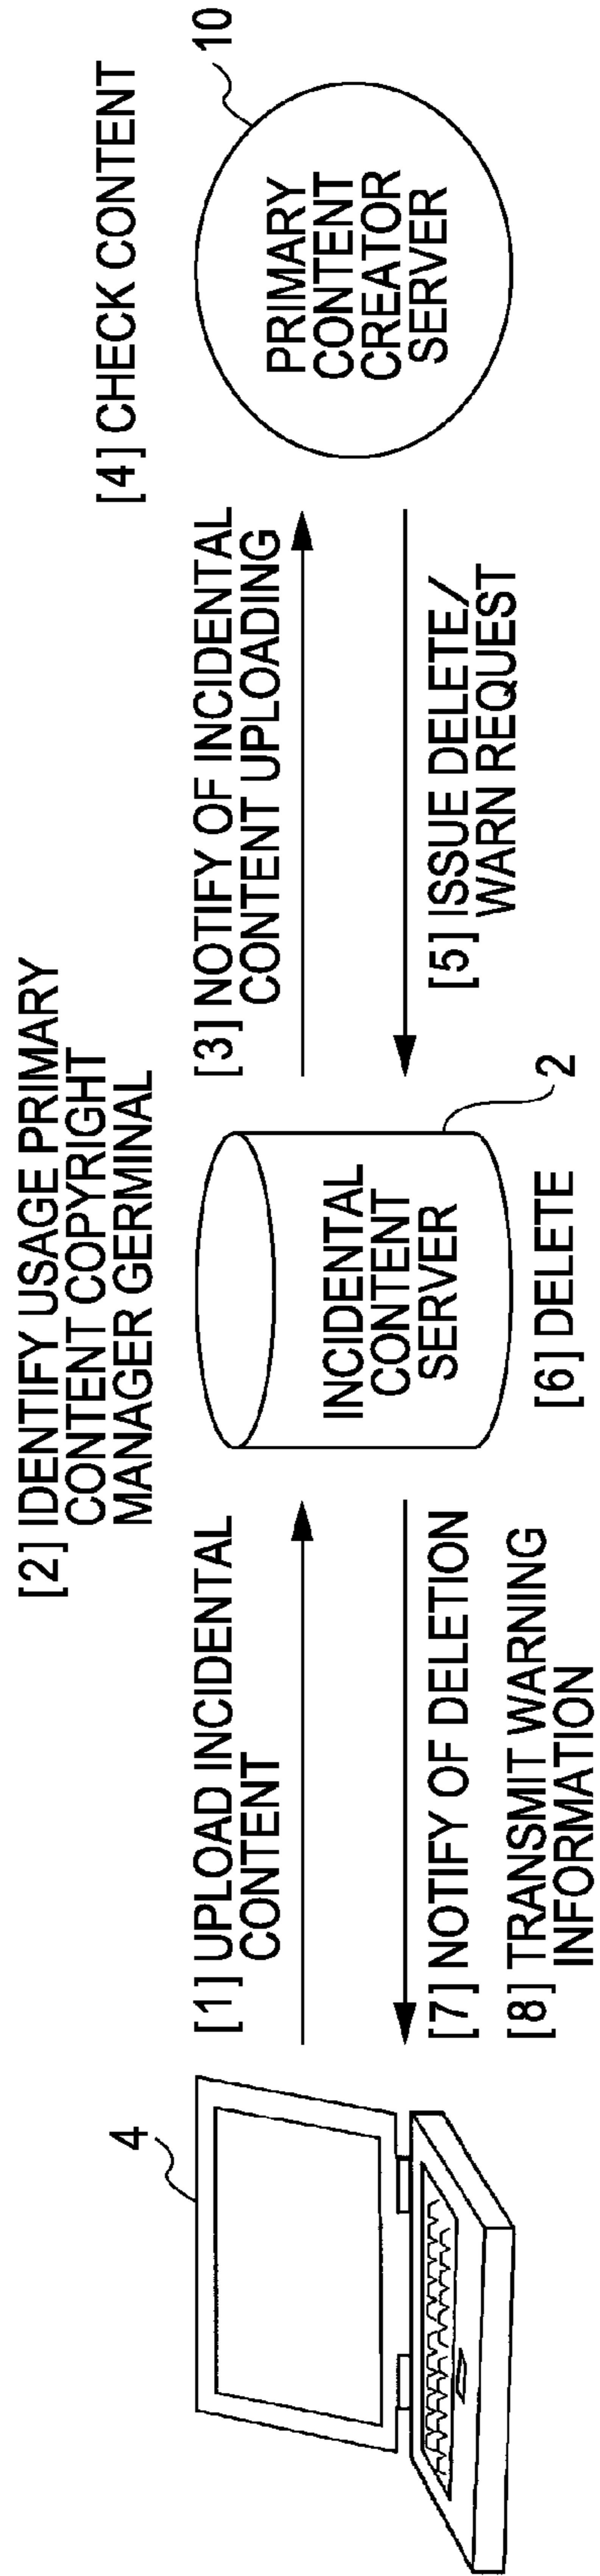 [2] IDENTIFY USAGE PRIMARY
CONTENT COPYRIGHT
MANAGER GERMINAL
[4] CHECK CONTENT
4
[1] UPLOAD INCIDENTAL
CONTENT
[3] NOTIFY OF INCIDENTAL
CONTENT UPLOADING
10
INCIDENTAL
CONTENT
SERVER
PRIMARY
CONTENT
CREATOR
SERVER
[7] NOTIFY OF DELETION
[8] TRANSMIT WARNING
INFORMATION
2
[6] DELETE
[5] ISSUE DELETE/
WARN REQUEST